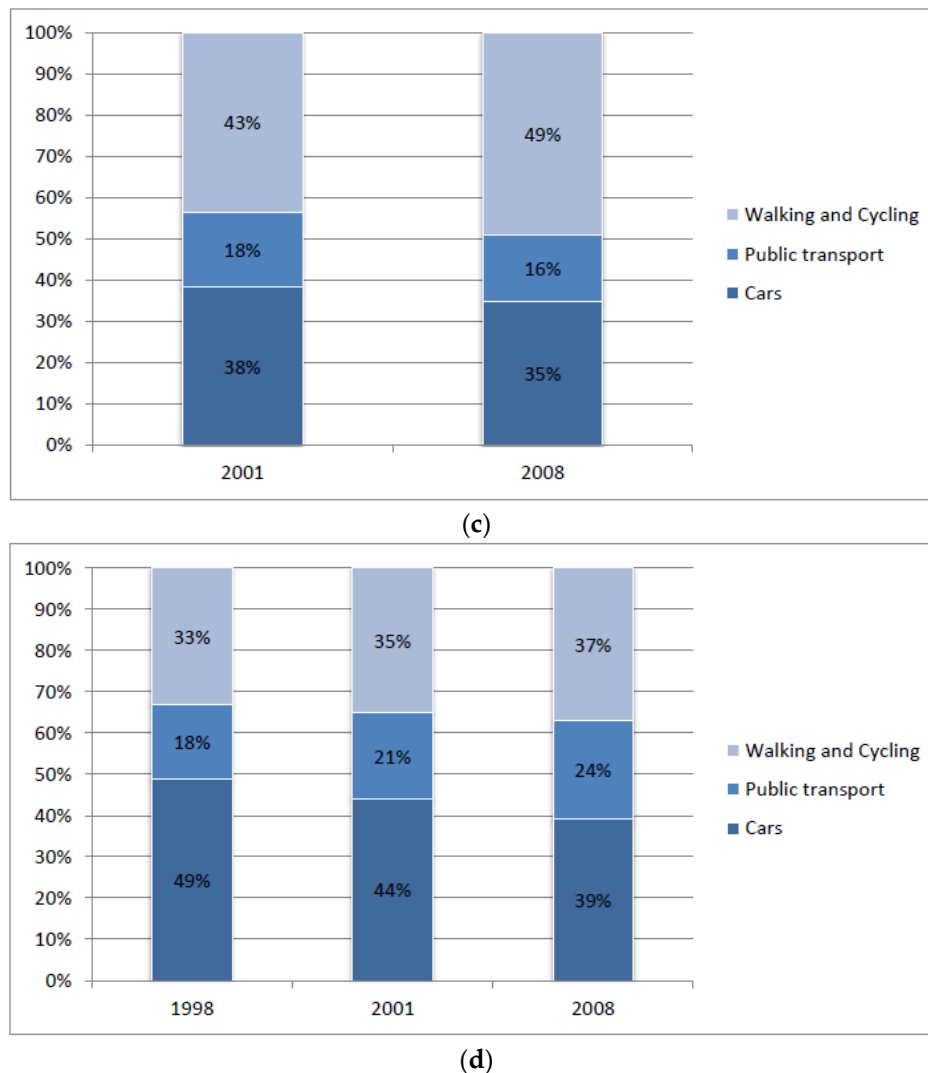 100%
90%
80%
70%
60%
50%
40%
30%
20%
10%
0%
43%
49%
18%
16%
38%
35%
2001 2008
Walking and Cycling
Public transport
Cars
(c)
100%
90%
80%
70%
60%
50%
40%
30%
20%
10%
0%
33% 35% 37%
18% 21% 24%
49% 44% 39%
1998 2001 2008
Walking and Cycling
Public transport
Cars
(d)